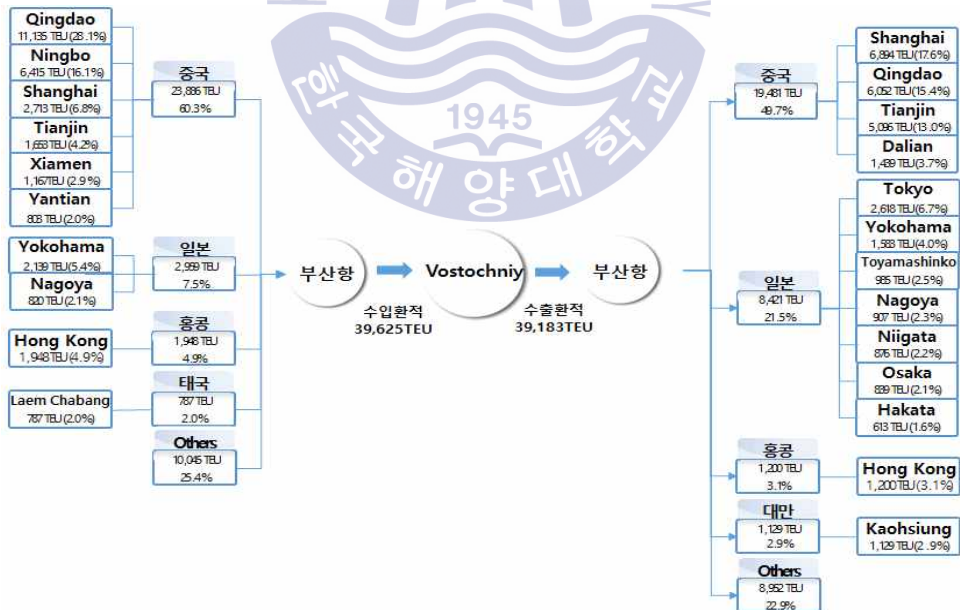 Qingdao
11,135 TEU(28.1%)
Ningbo
6,415 TEU(16.1%)
Shanghai
2,713 TEU(6.8%)
Tianjin
1,653 TEU(4.2%)
Xiamen
1,167TEU(2.9%)
Yantian
803 TEU(2.0%)
Yokohama
2,139 TEU(5.4%)
Nagoya
820 TEU(2.1%)
Hong Kong
1,948TEU(4.9%)
Laem Chabang
787 TEU(2.0%)
중국
23,886 TEU
60.3%
일본
2,959 TEU
7.5%
홍콩
1,948 TEU
4.9%
태국
787 TEU
2.0%
Others
10,045 TEU
25.4%
부산항
수입환적
39,625TEU
Vostochniy
수출환적
39,183TEU
부산항
1945
한국해양대학교
중국
19,481 TEU
49.7%
일본
8,421 TEU
21.5%
홍콩
1,200 TEU
3.1%
대만
1,129 TEU
2.9%
Others
8,952 TEU
22.9%
Shanghai
6,894 TEU(17.6%)
Qingdao
6,052 TEU(15.4%)
Tianjin
5,096 TEU(13.0%)
Dalian
1,439 TEU(3.7%)
Tokyo
2,618 TEU(6.7%)
Yokohama
1,583 TEU(4.0%)
Toyamashinko
985 TEU(2.5%)
Nagoya
907 TEU(2.3%)
Niigata
876 TEU(2.2%)
Osaka
839 TEU(2.1%)
Hakata
613 TEU(1.6%)
Hong Kong
1,200TEU(3.1%)
Kaohsiung
1,129 TEU(2.9%)